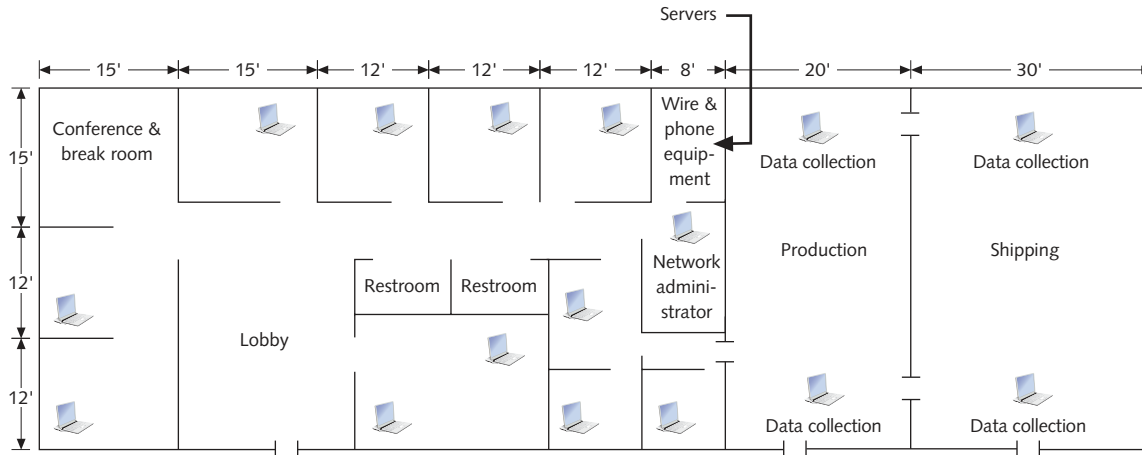 Servers
15'
15'
12'
12'
12'
8'
20'
30'
15'
12'
12'
Conference &
break room
Wire &
phone
equip-
ment
Data collection
Data collection
Production
Shipping
Restroom
Restroom
Network
admini-
strator
Lobby
Data collection
Data collection